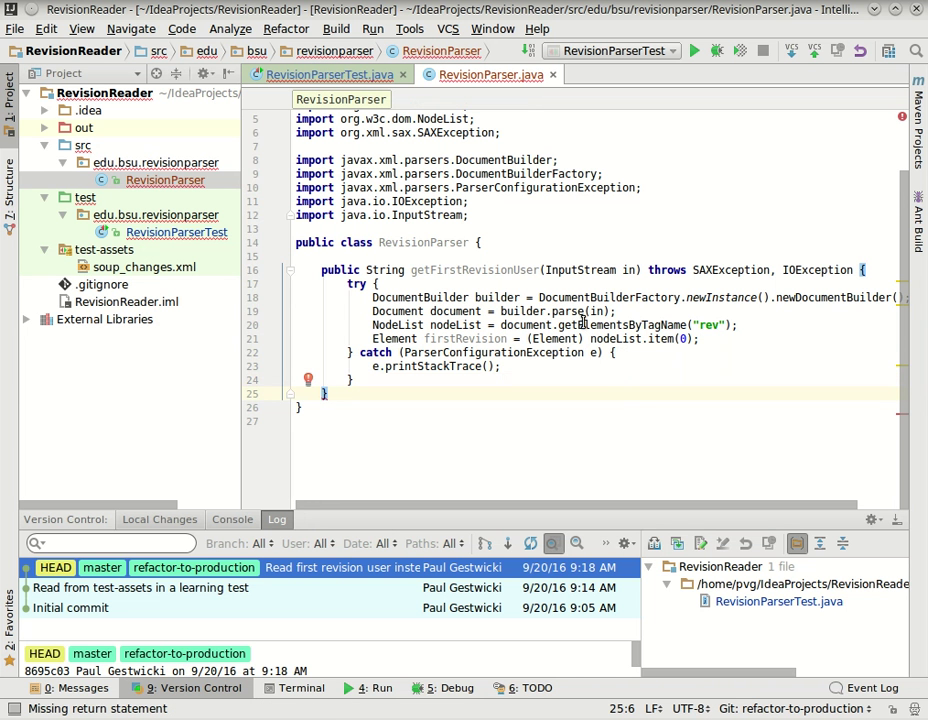 RevisionReader - [~/IdeaProjects/RevisionReader] - [RevisionReader] - ~/IdeaProjects/RevisionReader/src/edu/bsu/revisionparser/RevisionParser.java - Intelli...
File Edit View Navigate Code Analyze Refactor Build Run Tools VCS Window Help
RevisionReader src edu bsu revisionparser RevisionParser RevisionParserTest VCS VCS
Project RevisionParserTest.java RevisionParser.java
1: Project
7: Structure
2: Favorites
RevisionReader ~/IdeaProjects/
.idea
out
src
edu.bsu.revisionparser
RevisionParser
test
edu.bsu.revisionparser
RevisionParserTest
test-assets
soup_changes.xml
.gitignore
RevisionReader.iml
External Libraries
RevisionParser
5 import org.w3c.dom.NodeList;
6 import org.xml.sax.SAXException;
7
8 import javax.xml.parsers.DocumentBuilder;
9 import javax.xml.parsers.DocumentBuilderFactory;
10 import javax.xml.parsers.ParserConfigurationException;
11 import java.io.IOException;
12 import java.io.InputStream;
13
14 public class RevisionParser {
15
16 public String getFirstRevisionUser(InputStream in) throws SAXException, IOException {
17 try {
18 DocumentBuilder builder = DocumentBuilderFactory.newInstance().newDocumentBuilder();
19 Document document = builder.parse(in);
20 NodeList nodeList = document.getElementsByTagName("rev");
21 Element firstRevision = (Element) nodeList.item(0);
22 } catch (ParserConfigurationException e) {
23 e.printStackTrace();
24 }
25 }
26 }
27
Maven Projects
Ant Build
Version Control: Local Changes Console Log
Branch: All User: All Date: All Paths: All
HEAD master refactor-to-production Read first revision user inste Paul Gestwicki 9/20/16 9:18 AM
Read from test-assets in a learning test Paul Gestwicki 9/20/16 9:14 AM
Initial commit Paul Gestwicki 9/20/16 9:05 AM
RevisionReader 1 file
/home/pvg/IdeaProjects/RevisionReade
RevisionParserTest.java
HEAD master refactor-to-production
8695c03 Paul Gestwicki on 9/20/16 at 9:18 AM
0: Messages 9: Version Control Terminal 4: Run 5: Debug 6: TODO Event Log
Missing return statement 25:6 LF UTF-8 Git: refactor-to-production